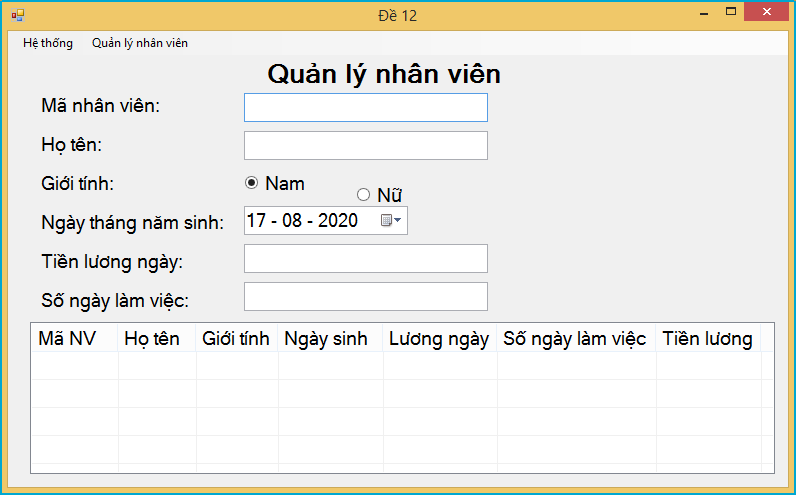 Đề 12
Hệ thống Quản lý nhân viên
Quản lý nhân viên
Mã nhân viên:
Họ tên:
Giới tính: Nam Nữ
Ngày tháng năm sinh: 17 - 08 - 2020
Tiền lương ngày:
Số ngày làm việc:
Mã NV Họ tên Giới tính Ngày sinh Lương ngày Số ngày làm việc Tiền lương